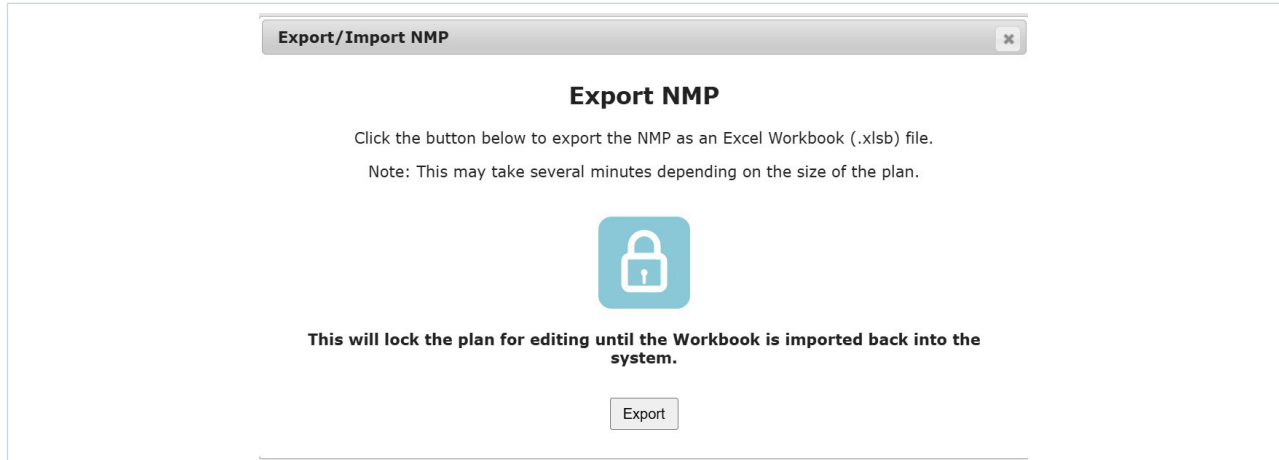 Export/Import NMP
Export NMP
Click the button below to export the NMP as an Excel Workbook (.xlsb) file.
Note: This may take several minutes depending on the size of the plan.
This will lock the plan for editing until the Workbook is imported back into the
system.
Export